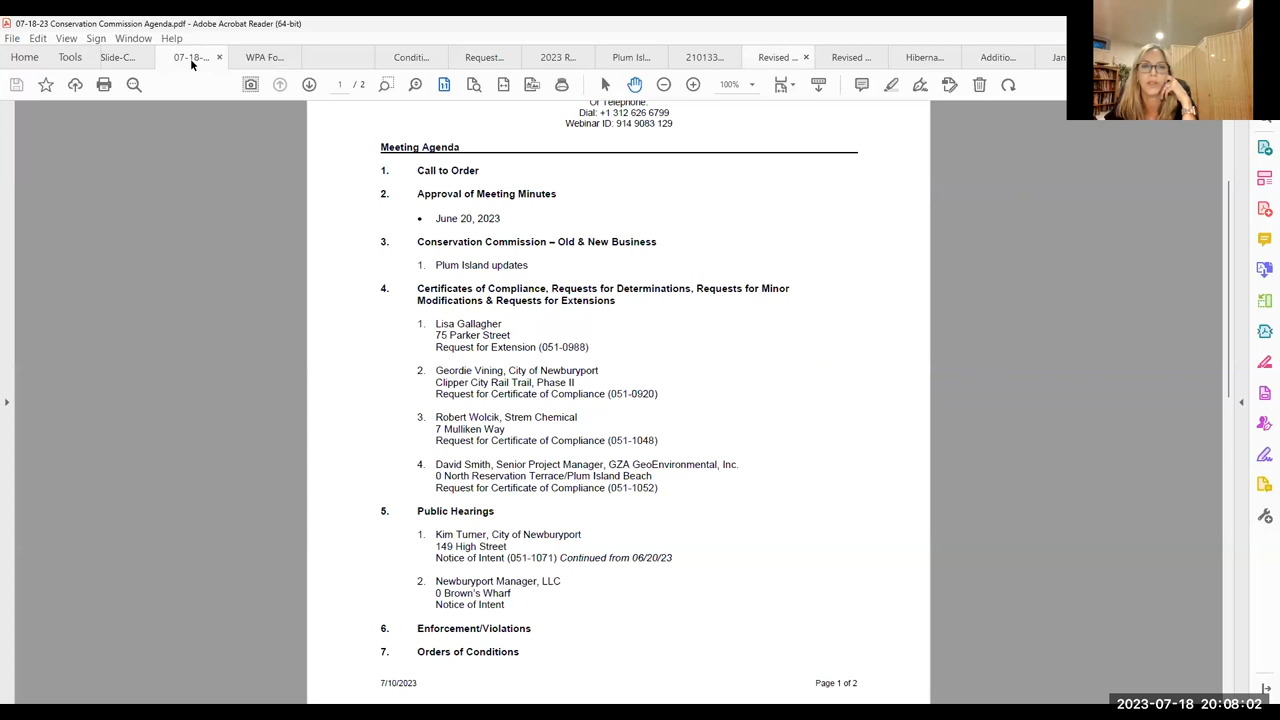 07-18-23 Conservation Commission Agenda.pdf - Adobe Acrobat Reader (64-bit)
File Edit View Sign Window Help
Home Tools Slide-C... 07-18-... × WPA Fo... Conditi... Request... 2023 R... Plum Isl... 210133... Revised ... × Revised ... Hiberna... Additio... Jan
1 / 2 100%
Or Telephone:
Dial: +1 312 626 6799
Webinar ID: 914 9083 129
Meeting Agenda
1. Call to Order
2. Approval of Meeting Minutes
• June 20, 2023
3. Conservation Commission – Old & New Business
1. Plum Island updates
4. Certificates of Compliance, Requests for Determinations, Requests for Minor
Modifications & Requests for Extensions
1. Lisa Gallagher
75 Parker Street
Request for Extension (051-0988)
2. Geordie Vining, City of Newburyport
Clipper City Rail Trail, Phase II
Request for Certificate of Compliance (051-0920)
3. Robert Wolcik, Strem Chemical
7 Mulliken Way
Request for Certificate of Compliance (051-1048)
4. David Smith, Senior Project Manager, GZA GeoEnvironmental, Inc.
0 North Reservation Terrace/Plum Island Beach
Request for Certificate of Compliance (051-1052)
5. Public Hearings
1. Kim Turner, City of Newburyport
149 High Street
Notice of Intent (051-1071) Continued from 06/20/23
2. Newburyport Manager, LLC
0 Brown's Wharf
Notice of Intent
6. Enforcement/Violations
7. Orders of Conditions
7/10/2023 Page 1 of 2
2023-07-18 20:08:02